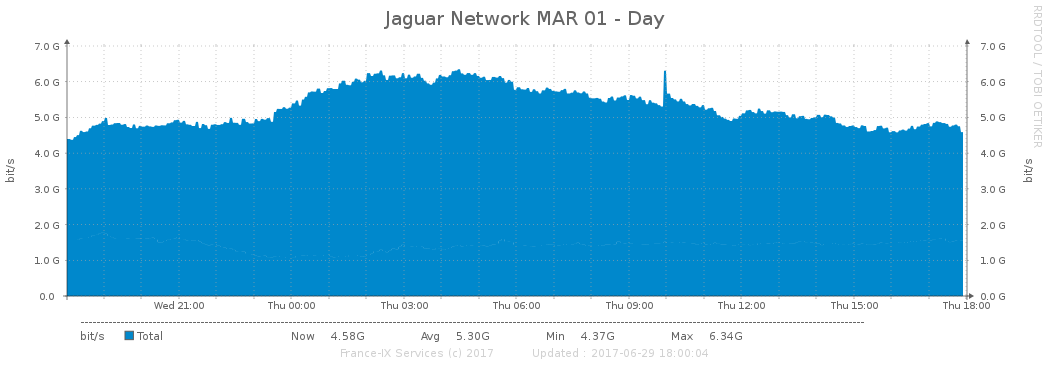 Jaguar Network MAR 01 - Day
RRDTOOL / TOBI OETIKER
7.0 G 7.0 G
6.0 G 6.0 G
5.0 G 5.0 G
4.0 G 4.0 G
3.0 G 3.0 G
2.0 G 2.0 G
1.0 G 1.0 G
0.0 0.0 G
bit/s bit/s
Wed 21:00 Thu 00:00 Thu 03:00 Thu 06:00 Thu 09:00 Thu 12:00 Thu 15:00 Thu 18:00
bit/s Total Now 4.58G Avg 5.30G Min 4.37G Max 6.34G
France-IX Services (c) 2017 Updated : 2017-06-29 18:00:04